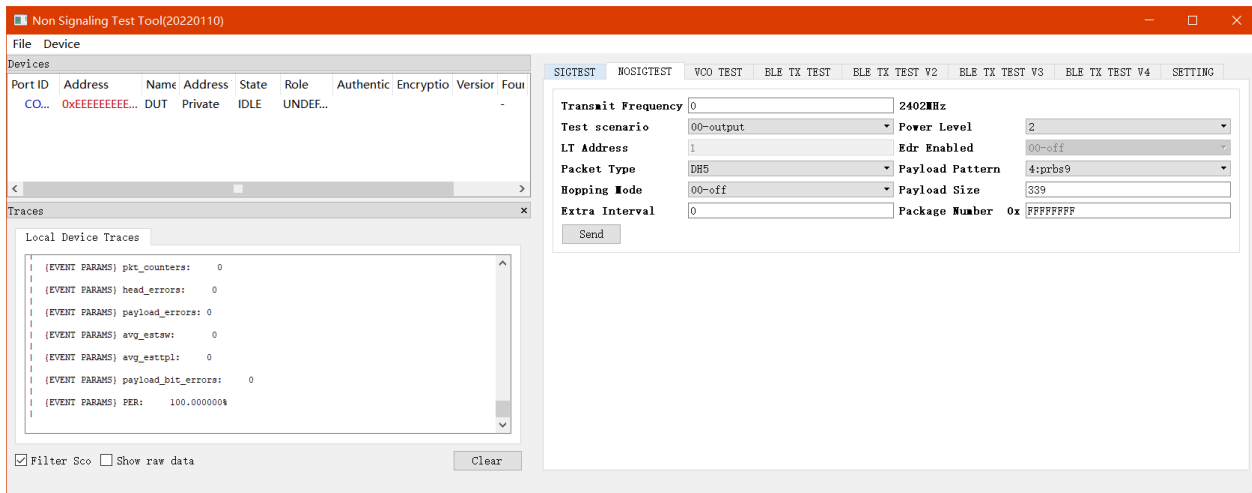 Non Signaling Test Tool(20220110)
File Device
Devices
Port ID Address Name Address State Role Authentic Encryptio Version Four
CO... 0xEEEEEEEEE... DUT Private IDLE UNDEF... -
Traces
Local Device Traces
{EVENT PARAMS} pkt_counters: 0
{EVENT PARAMS} head_errors: 0
{EVENT PARAMS} payload_errors: 0
{EVENT PARAMS} avg_estsw: 0
{EVENT PARAMS} avg_esttpl: 0
{EVENT PARAMS} payload_bit_errors: 0
{EVENT PARAMS} PER: 100.000000%
Filter Sco Show raw data Clear
SIGTEST NOSIGTEST VCO TEST BLE TX TEST BLE TX TEST V2 BLE TX TEST V3 BLE TX TEST V4 SETTING
Transmit Frequency 0 2402MHz
Test scenario 00-output Power Level 2
LT Address 1 Edr Enabled 00-off
Packet Type DH5 Payload Pattern 4:prbs9
Hopping Mode 00-off Payload Size 339
Extra Interval 0 Package Number 0x FFFFFFFF
Send